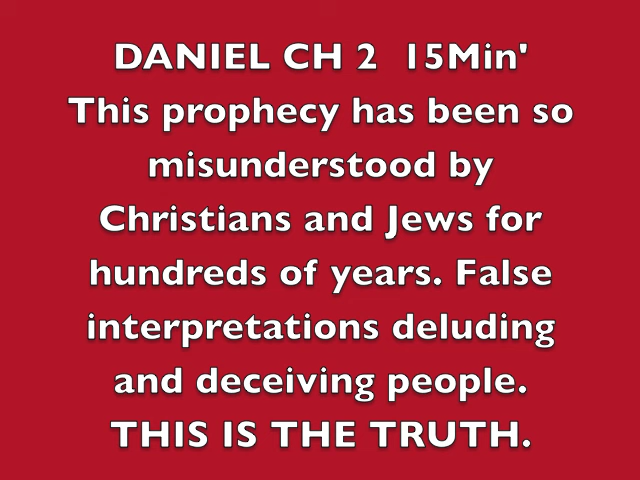 DANIEL CH 2  15Min'
This prophecy has been so
misunderstood by
Christians and Jews for
hundreds of years. False
interpretations deluding
and deceiving people.
THIS IS THE TRUTH.